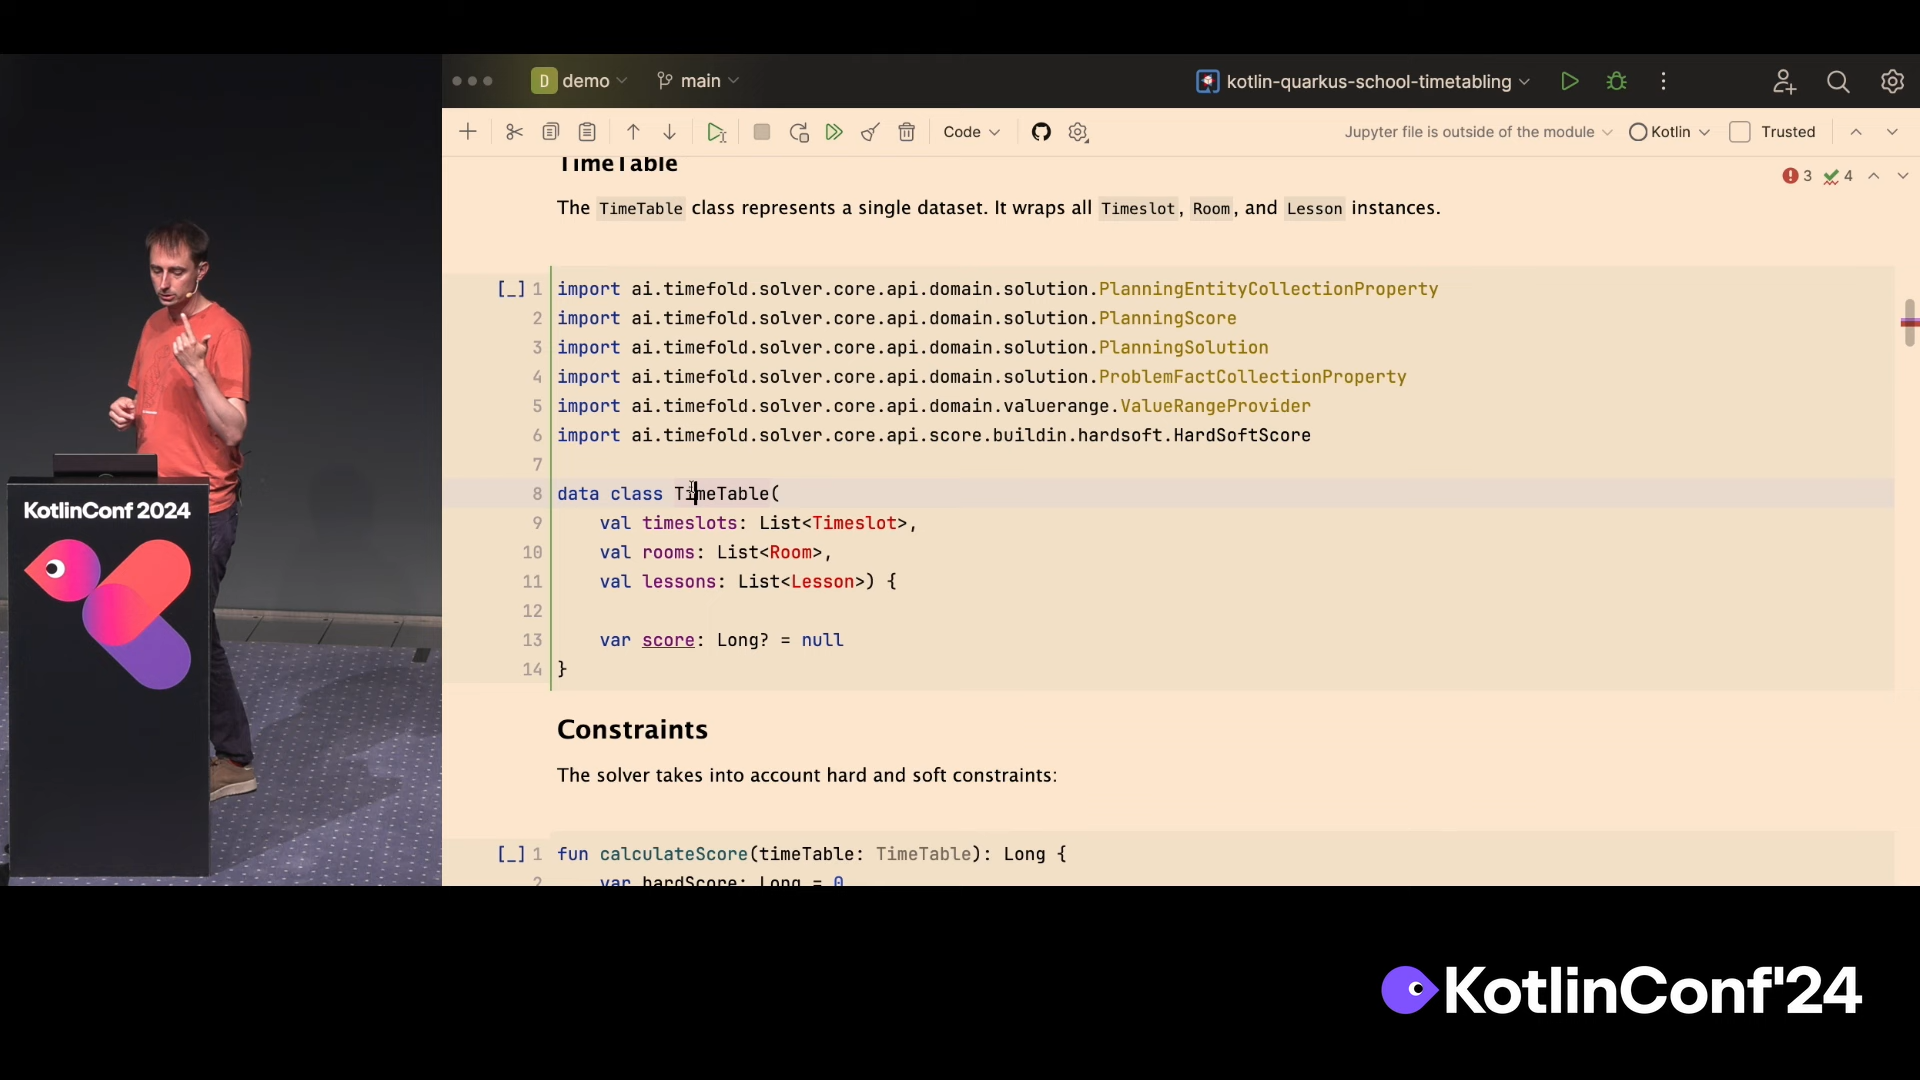 D demo
main
kotlin-quarkus-school-timetabling
Code
Jupyter file is outside of the module
Kotlin
Trusted
TimeTable
3 4
The TimeTable class represents a single dataset. It wraps all Timeslot, Room, and Lesson instances.
[_] 1 import ai.timefold.solver.core.api.domain.solution.PlanningEntityCollectionProperty
2 import ai.timefold.solver.core.api.domain.solution.PlanningScore
3 import ai.timefold.solver.core.api.domain.solution.PlanningSolution
4 import ai.timefold.solver.core.api.domain.solution.ProblemFactCollectionProperty
5 import ai.timefold.solver.core.api.domain.valuerange.ValueRangeProvider
6 import ai.timefold.solver.core.api.score.buildin.hardsoft.HardSoftScore
7
8 data class TimeTable(
9 val timeslots: List<Timeslot>,
10 val rooms: List<Room>,
11 val lessons: List<Lesson>) {
12
13 var score: Long? = null
14 }
Constraints
The solver takes into account hard and soft constraints:
[_] 1 fun calculateScore(timeTable: TimeTable): Long {
2 var hardScore: Long = 0
KotlinConf 2024
KotlinConf'24